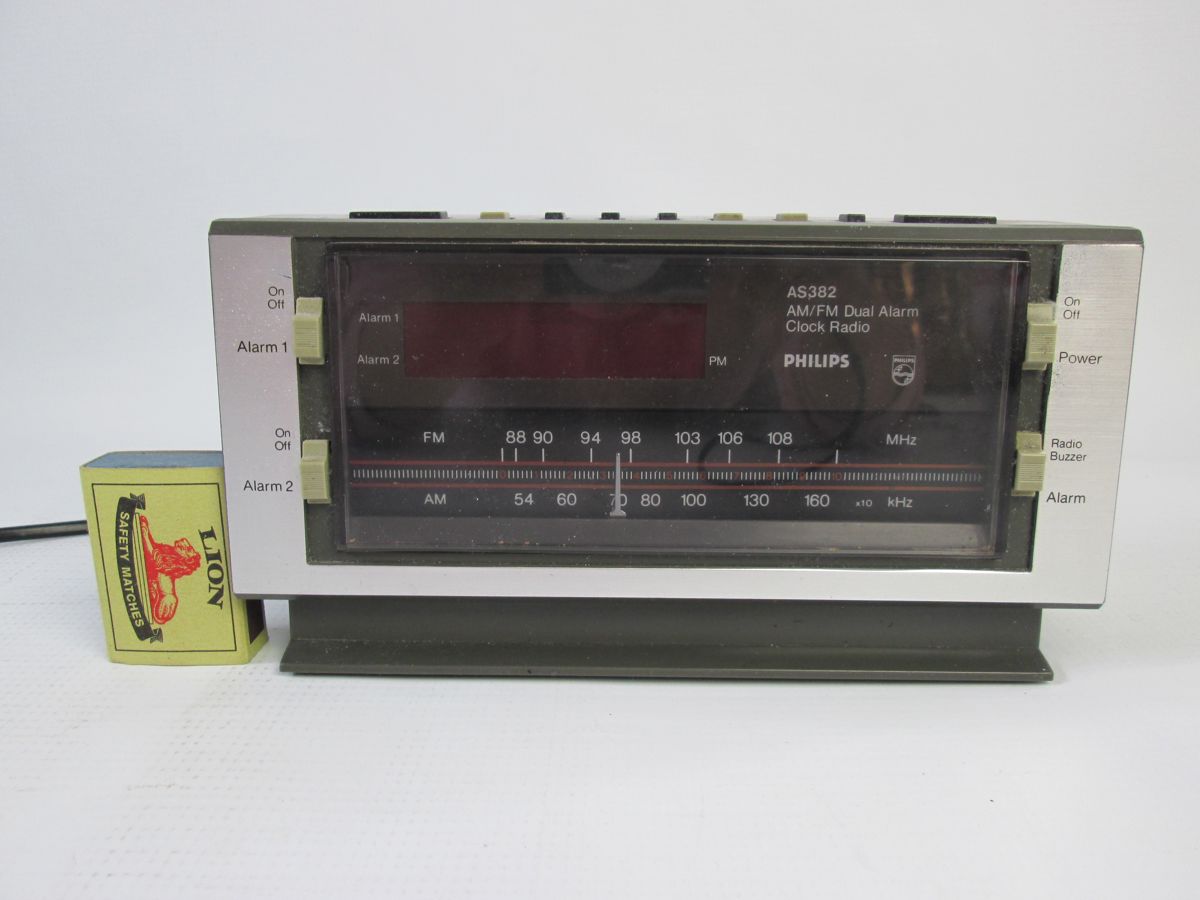 On
Off
Alarm 1
On
Off
Alarm 2
Alarm 1
Alarm 2
PM
AS382
AM/FM Dual Alarm
Clock Radio
PHILIPS
PHILIPS
FM 88 90 94 98 103 106 108 MHz
AM 54 60 70 80 100 130 160 x10 kHz
On
Off
Power
Radio
Buzzer
Alarm
LION
SAFETY MATCHES